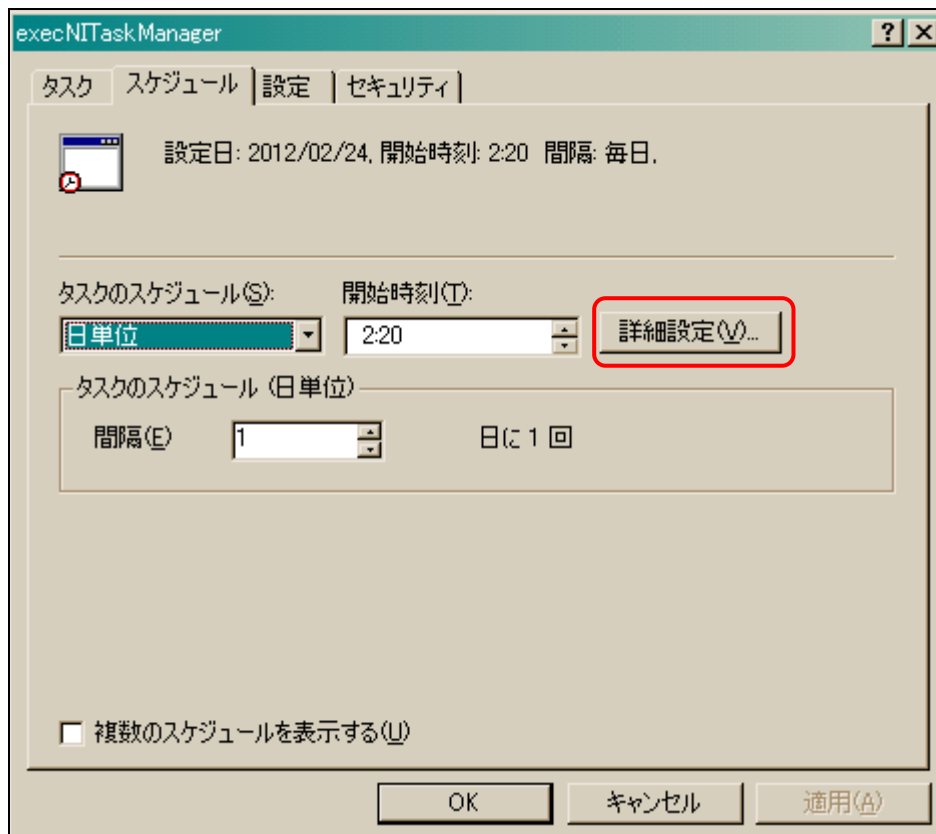 execNITaskManager
タスク スケジュール 設定 セキュリティ
設定日: 2012/02/24, 開始時刻: 2:20 間隔: 毎日,
タスクのスケジュール(S): 開始時刻(T):
日単位 2:20 詳細設定(V)...
タスクのスケジュール (日単位)
間隔(E) 1 日に 1 回
複数のスケジュールを表示する(U)
OK キャンセル 適用(A)